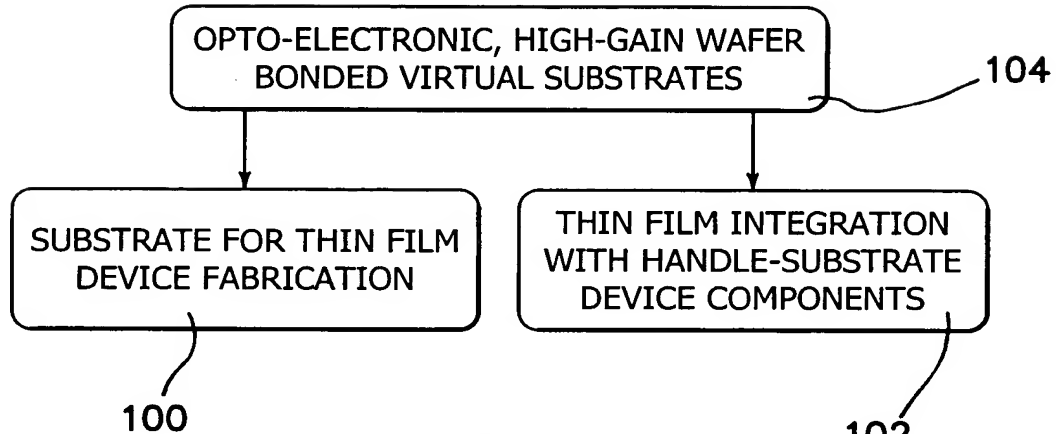 OPTO-ELECTRONIC, HIGH-GAIN WAFER
BONDED VIRTUAL SUBSTRATES
104
SUBSTRATE FOR THIN FILM
DEVICE FABRICATION
THIN FILM INTEGRATION
WITH HANDLE-SUBSTRATE
DEVICE COMPONENTS
100
102